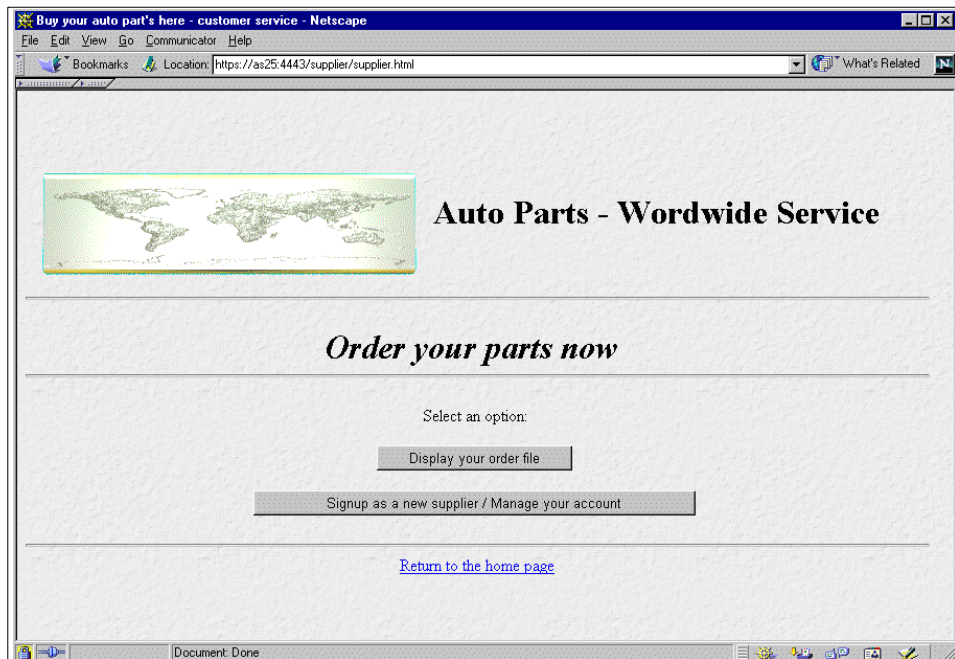 Buy your auto part's here - customer service - Netscape
File Edit View Go Communicator Help
Bookmarks Location: https://as25:4443/supplier/supplier.html What's Related N
Auto Parts - Wordwide Service
Order your parts now
Select an option:
Display your order file
Signup as a new supplier / Manage your account
Return to the home page
Document: Done